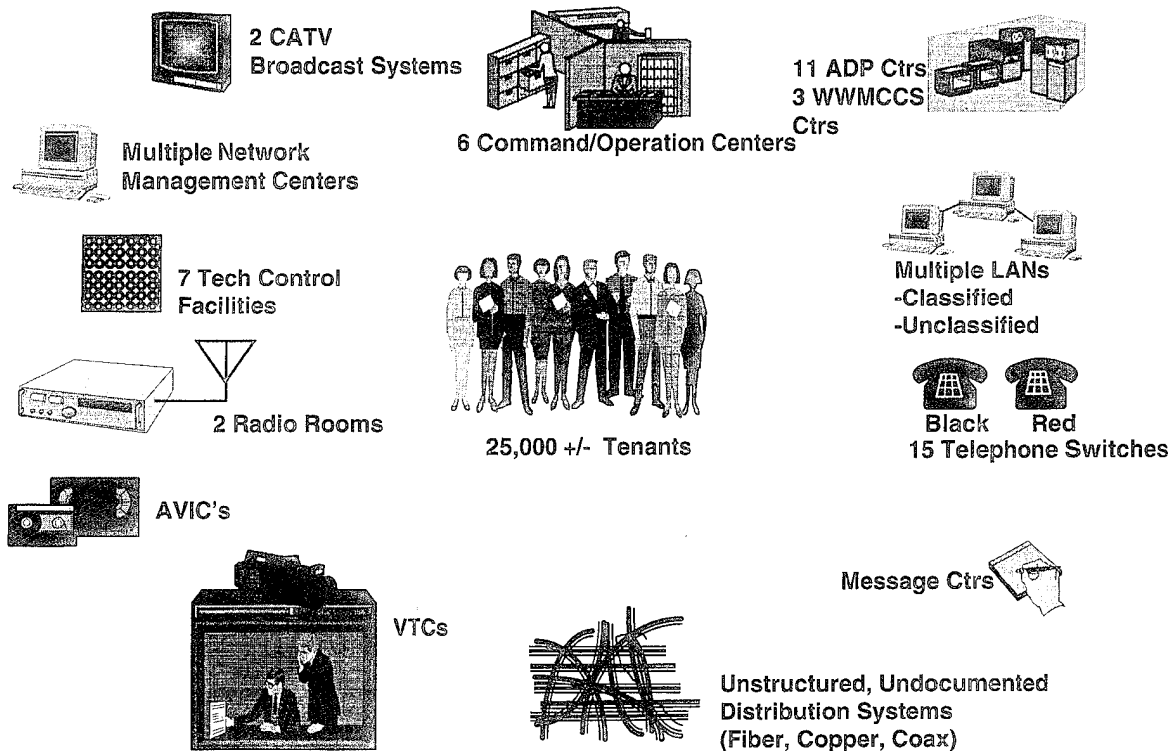 2 CATV
Broadcast Systems
6 Command/Operation Centers
11 ADP Ctrs
3 WWMCCS
Ctrs
Multiple Network
Management Centers
Multiple LANs
-Classified
-Unclassified
7 Tech Control
Facilities
2 Radio Rooms
25,000 +/- Tenants
Black Red
15 Telephone Switches
AVIC's
VTCs
Message Ctrs
Unstructured, Undocumented
Distribution Systems
(Fiber, Copper, Coax)